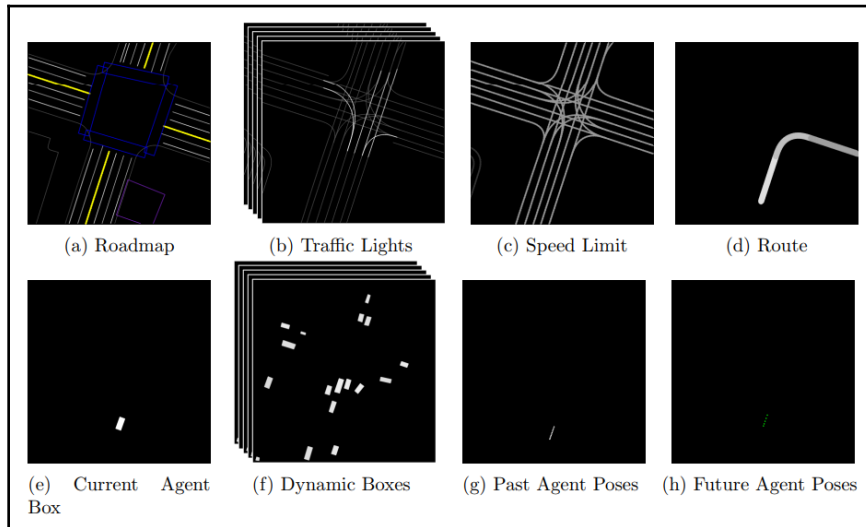 (a) Roadmap
(b) Traffic Lights
(c) Speed Limit
(d) Route
(e) Current Agent
Box
(f) Dynamic Boxes
(g) Past Agent Poses
(h) Future Agent Poses